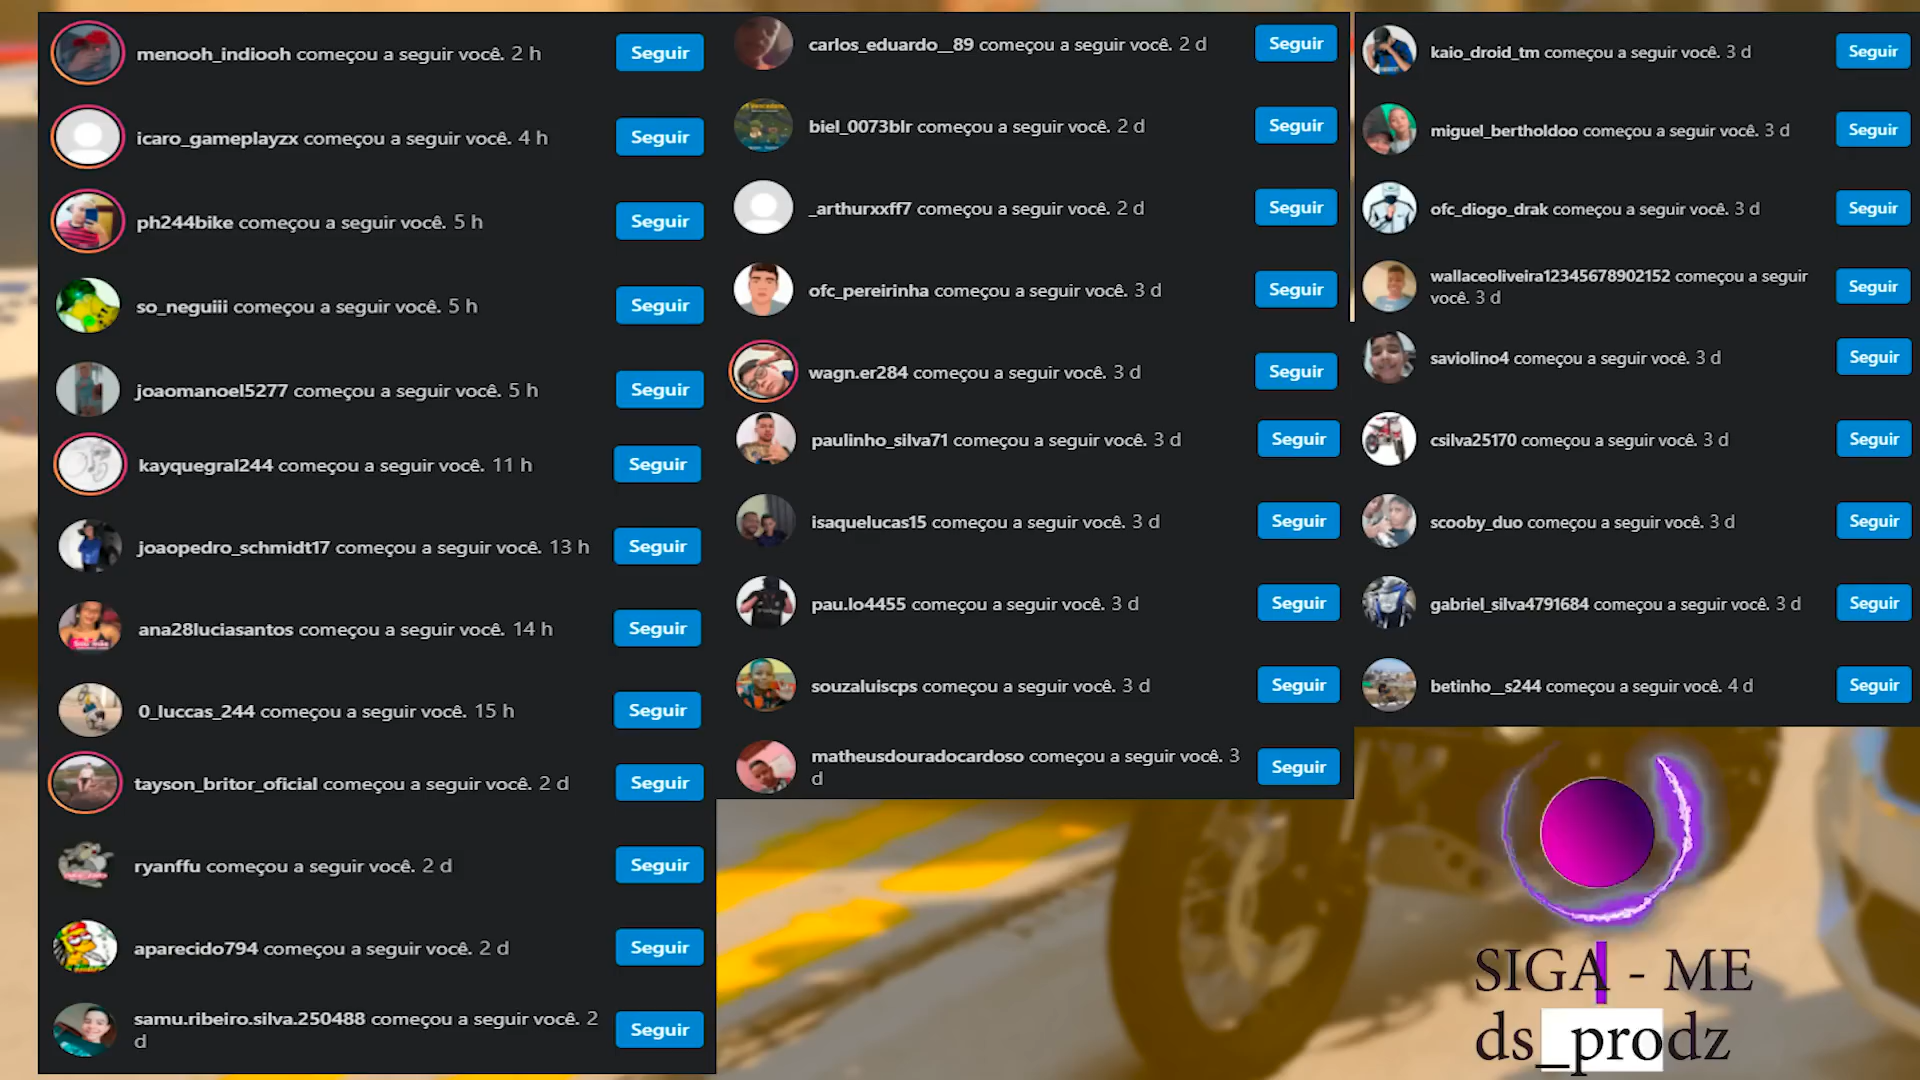 menooh_indiooh começou a seguir você. 2 h
Seguir
icaro_gameplayzx começou a seguir você. 4 h
Seguir
ph244bike começou a seguir você. 5 h
Seguir
so_neguiii começou a seguir você. 5 h
Seguir
joaomanoel5277 começou a seguir você. 5 h
Seguir
kayquegral244 começou a seguir você. 11 h
Seguir
joaopedro_schmidt17 começou a seguir você. 13 h
Seguir
ana28luciasantos começou a seguir você. 14 h
Seguir
0_luccas_244 começou a seguir você. 15 h
Seguir
tayson_britor_oficial começou a seguir você. 2 d
Seguir
ryanffu começou a seguir você. 2 d
Seguir
aparecido794 começou a seguir você. 2 d
Seguir
samu.ribeiro.silva.250488 começou a seguir você. 2
d
Seguir
carlos_eduardo__89 começou a seguir você. 2 d
Seguir
biel_0073blr começou a seguir você. 2 d
Seguir
_arthurxxff7 começou a seguir você. 2 d
Seguir
ofc_pereirinha começou a seguir você. 3 d
Seguir
wagn.er284 começou a seguir você. 3 d
Seguir
paulinho_silva71 começou a seguir você. 3 d
Seguir
isaquelucas15 começou a seguir você. 3 d
Seguir
pau.lo4455 começou a seguir você. 3 d
Seguir
souzaluiscps começou a seguir você. 3 d
Seguir
matheusdouradocardoso começou a seguir você. 3
d
Seguir
kaio_droid_tm começou a seguir você. 3 d
Seguir
miguel_bertholdoo começou a seguir você. 3 d
Seguir
ofc_diogo_drak começou a seguir você. 3 d
Seguir
wallaceoliveira12345678902152 começou a seguir
você. 3 d
Seguir
saviolino4 começou a seguir você. 3 d
Seguir
csilva25170 começou a seguir você. 3 d
Seguir
scooby_duo começou a seguir você. 3 d
Seguir
gabriel_silva4791684 começou a seguir você. 3 d
Seguir
betinho__s244 começou a seguir você. 4 d
Seguir
SIGA - ME
ds_prodz